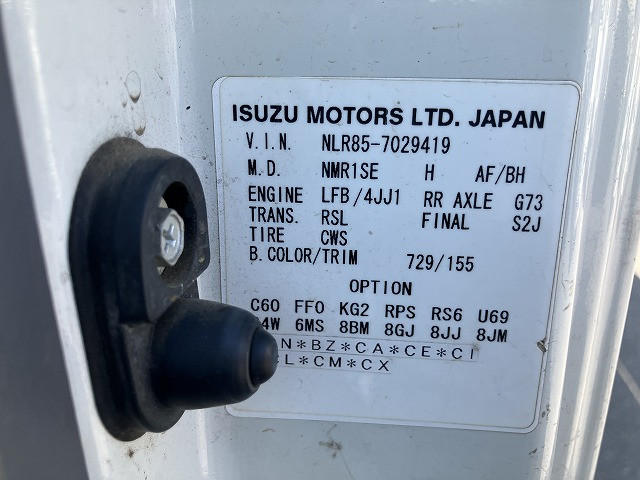 ISUZU MOTORS LTD. JAPAN
V.I.N. NLR85-7029419
M.D. NMR1SE H AF/BH
ENGINE LFB/4JJ1 RR AXLE G73
TRANS. RSL FINAL S2J
TIRE CWS
B.COLOR/TRIM 729/155
OPTION
C60 FF0 KG2 RPS RS6 U69
6MS 8BM 8GJ 8JJ 8JM
N*BZ*CA*CE*CI
L*CM*CX